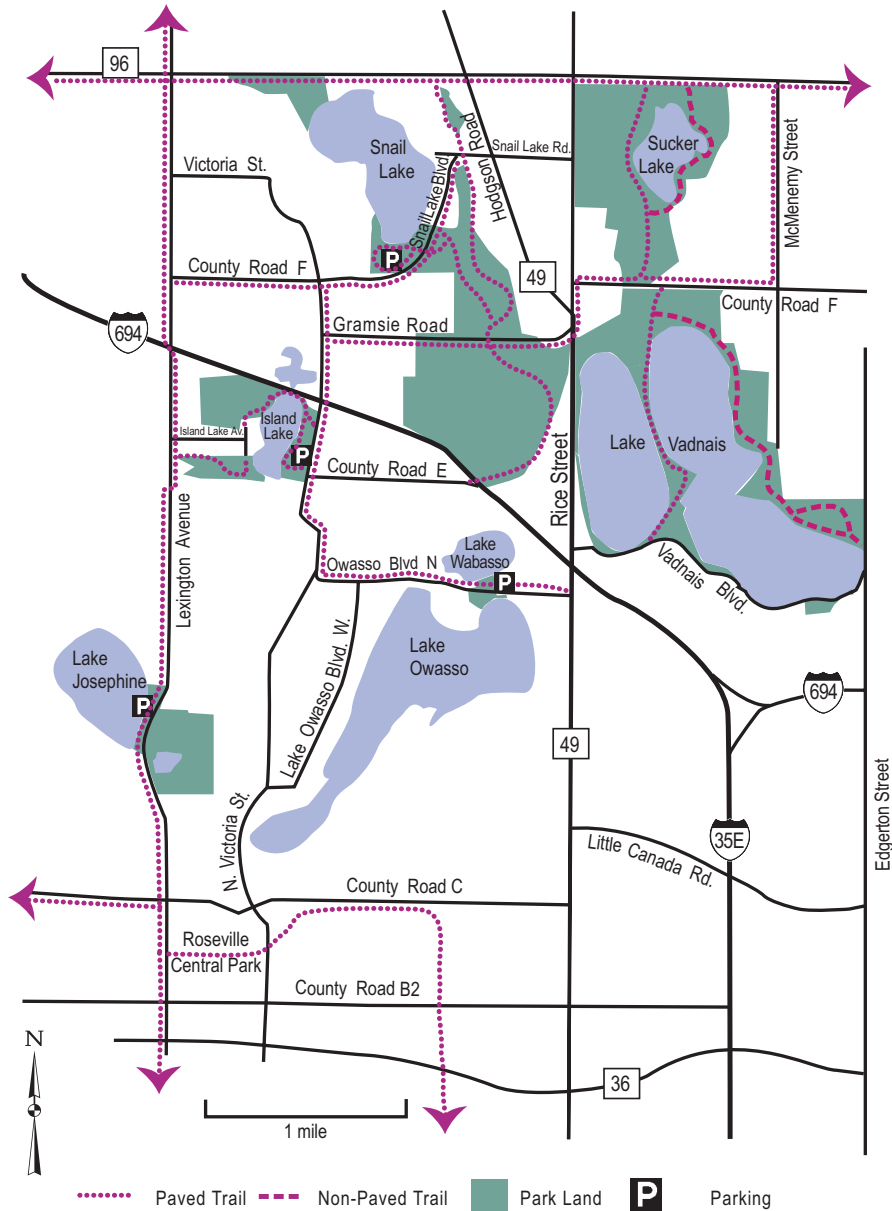 96
Snail
Lake
Hodgson Road
Snail Lake Rd.
Sucker
Lake
McMenemy Street
Victoria St.
SnailLake Blvd
P
County Road F
49
County Road F
694
Gramsie Road
Island
Lake
Island Lake Av.
P
Lake
Vadnais
County Road E
Rice Street
Lexington Avenue
Lake
Wabasso
Owasso Blvd N
P
Vadnais Blvd.
Lake
Josephine
P
Lake
Owasso
Lake Owasso Blvd. W.
694
49
N. Victoria St.
35E
Little Canada Rd.
Edgerton Street
County Road C
Roseville
Central Park
County Road B2
N
36
1 mile
Paved Trail
Non-Paved Trail
Park Land
P
Parking